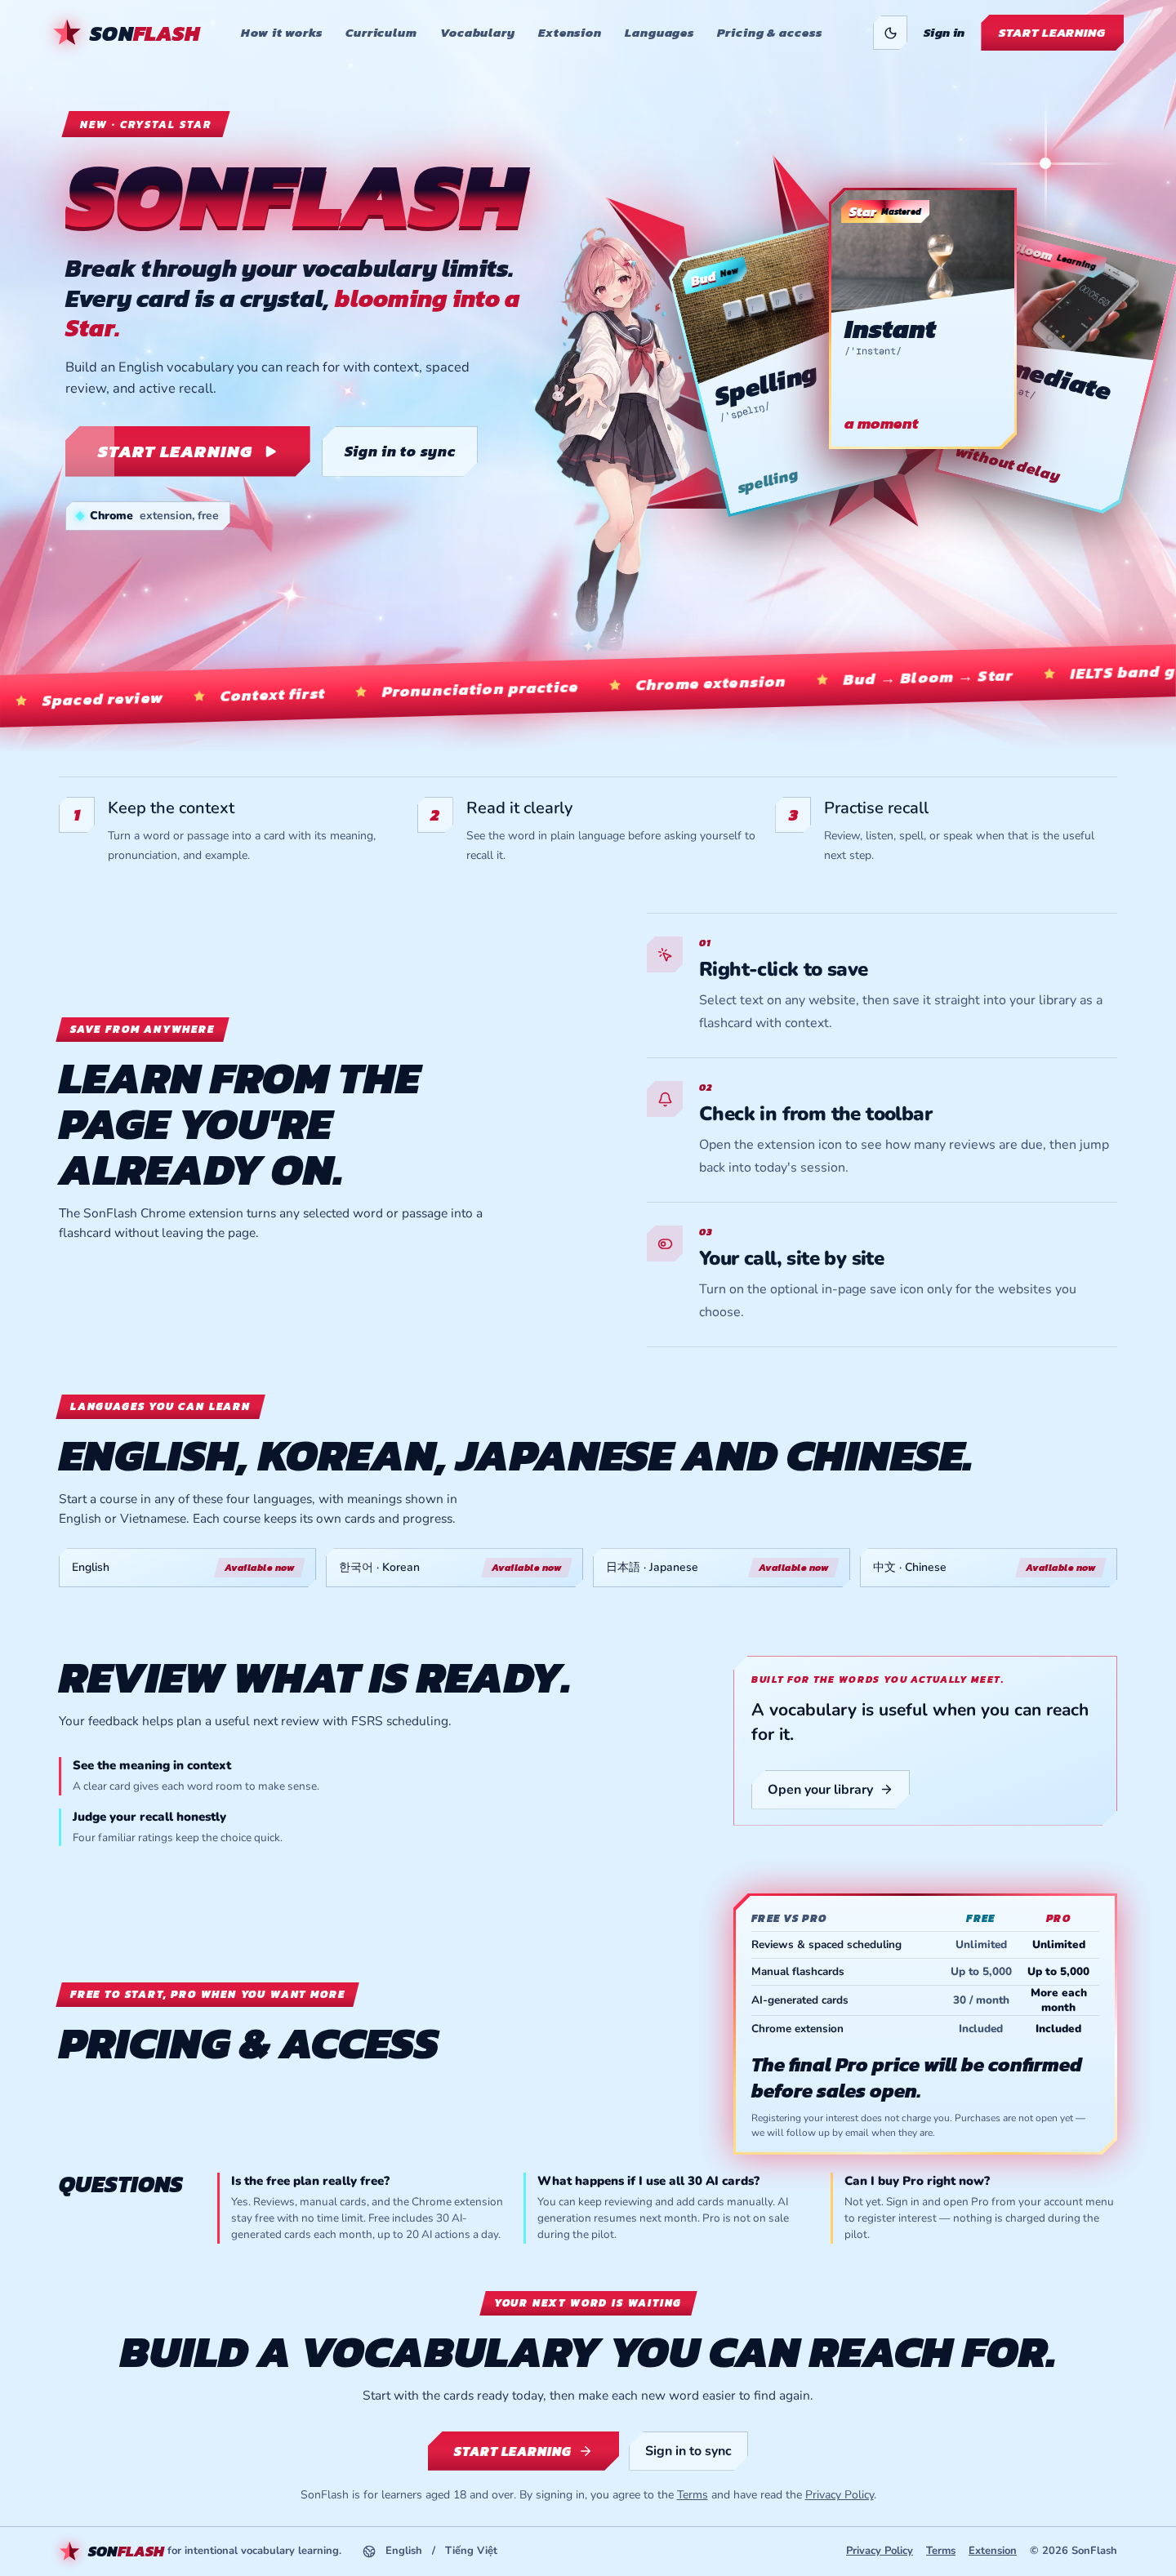 SONFLASH
How it works
Curriculum
Vocabulary
Extension
Languages
Pricing & access
Sign in
START LEARNING
NEW · CRYSTAL STAR
SONFLASH
Break through your vocabulary limits.
Every card is a crystal, blooming into a
Star.
Build an English vocabulary you can reach for with context, spaced
review, and active recall.
START LEARNING
Sign in to sync
Chrome extension, free
Bud New
Spelling
/ˈspelɪŋ/
spelling
Star Mastered
Instant
/ˈɪnstənt/
a moment
Bloom Learning
mediate
without delay
Spaced review
Context first
Pronunciation practice
Chrome extension
Bud → Bloom → Star
IELTS band g
1
Keep the context
Turn a word or passage into a card with its meaning,
pronunciation, and example.
2
Read it clearly
See the word in plain language before asking yourself to
recall it.
3
Practise recall
Review, listen, spell, or speak when that is the useful
next step.
SAVE FROM ANYWHERE
LEARN FROM THE
PAGE YOU'RE
ALREADY ON.
The SonFlash Chrome extension turns any selected word or passage into a
flashcard without leaving the page.
01
Right-click to save
Select text on any website, then save it straight into your library as a
flashcard with context.
02
Check in from the toolbar
Open the extension icon to see how many reviews are due, then jump
back into today's session.
03
Your call, site by site
Turn on the optional in-page save icon only for the websites you
choose.
LANGUAGES YOU CAN LEARN
ENGLISH, KOREAN, JAPANESE AND CHINESE.
Start a course in any of these four languages, with meanings shown in
English or Vietnamese. Each course keeps its own cards and progress.
English
Available now
한국어 · Korean
Available now
日本語 · Japanese
Available now
中文 · Chinese
Available now
REVIEW WHAT IS READY.
Your feedback helps plan a useful next review with FSRS scheduling.
See the meaning in context
A clear card gives each word room to make sense.
Judge your recall honestly
Four familiar ratings keep the choice quick.
BUILT FOR THE WORDS YOU ACTUALLY MEET.
A vocabulary is useful when you can reach
for it.
Open your library
FREE TO START, PRO WHEN YOU WANT MORE
PRICING & ACCESS
FREE VS PRO FREE PRO
Reviews & spaced scheduling Unlimited Unlimited
Manual flashcards Up to 5,000 Up to 5,000
AI-generated cards 30 / month More each month
Chrome extension Included Included
The final Pro price will be confirmed
before sales open.
Registering your interest does not charge you. Purchases are not open yet —
we will follow up by email when they are.
QUESTIONS
Is the free plan really free?
Yes. Reviews, manual cards, and the Chrome extension
stay free with no time limit. Free includes 30 AI-
generated cards each month, up to 20 AI actions a day.
What happens if I use all 30 AI cards?
You can keep reviewing and add cards manually. AI
generation resumes next month. Pro is not on sale
during the pilot.
Can I buy Pro right now?
Not yet. Sign in and open Pro from your account menu
to register interest — nothing is charged during the
pilot.
YOUR NEXT WORD IS WAITING
BUILD A VOCABULARY YOU CAN REACH FOR.
Start with the cards ready today, then make each new word easier to find again.
START LEARNING
Sign in to sync
SonFlash is for learners aged 18 and over. By signing in, you agree to the Terms and have read the Privacy Policy.
SONFLASH for intentional vocabulary learning.
English / Tiếng Việt
Privacy Policy
Terms
Extension
© 2026 SonFlash